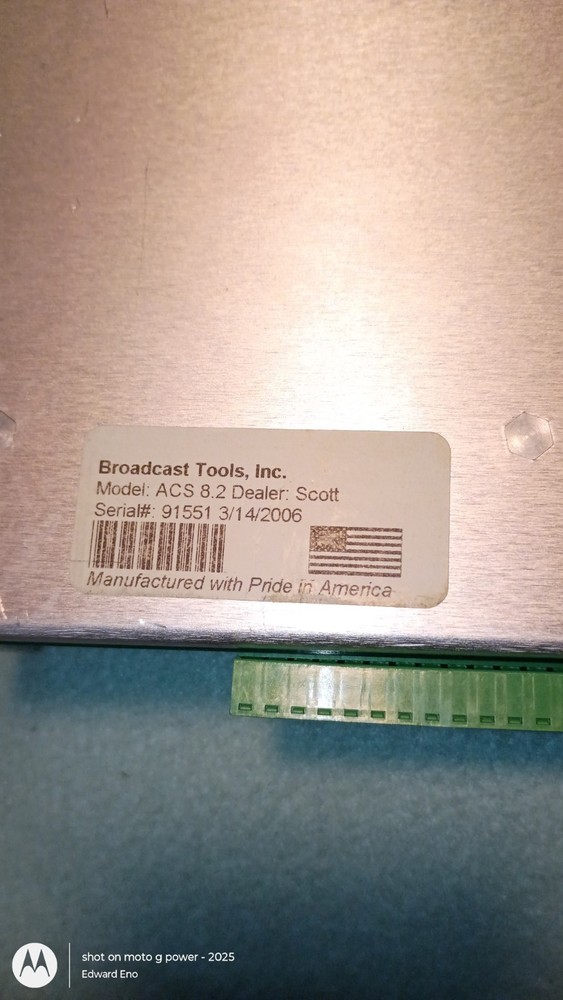 Broadcast Tools, Inc.
Model: ACS 8.2 Dealer: Scott
Serial#: 91551 3/14/2006
Manufactured with Pride in America
shot on moto g power - 2025
Edward Eno